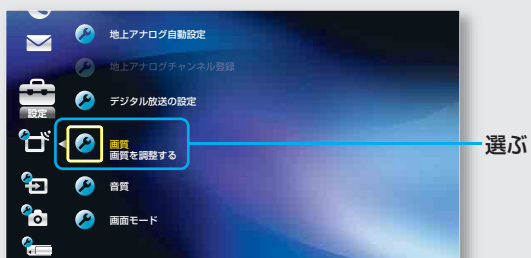 地上アナログ自動設定
地上アナログチャンネル登録
設定
デジタル放送の設定
画質
画質を調整する
選ぶ
音質
画面モード